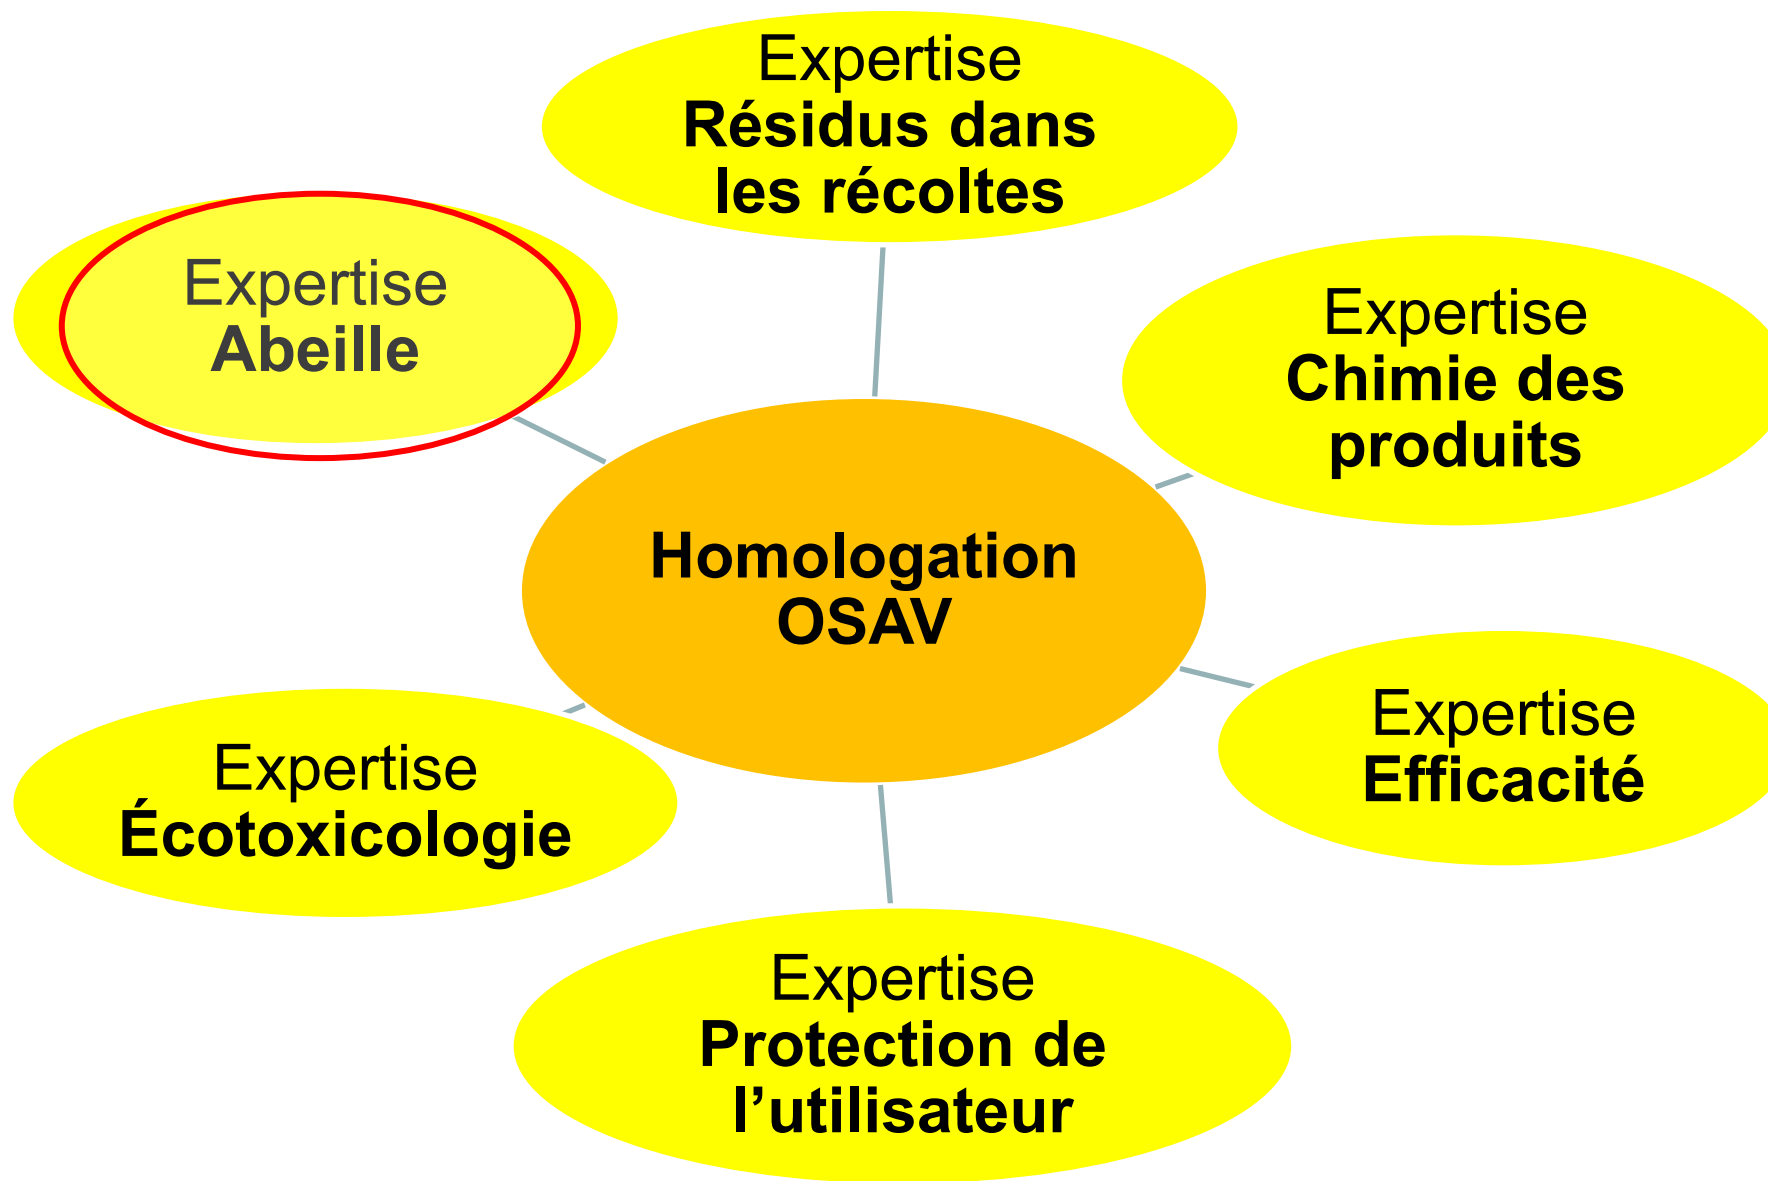 Expertise
Résidus dans
les récoltes
Expertise
Abeille
Expertise
Chimie des
produits
Homologation
OSAV
Expertise
Efficacité
Expertise
Écotoxicologie
Expertise
Protection de
l’utilisateur